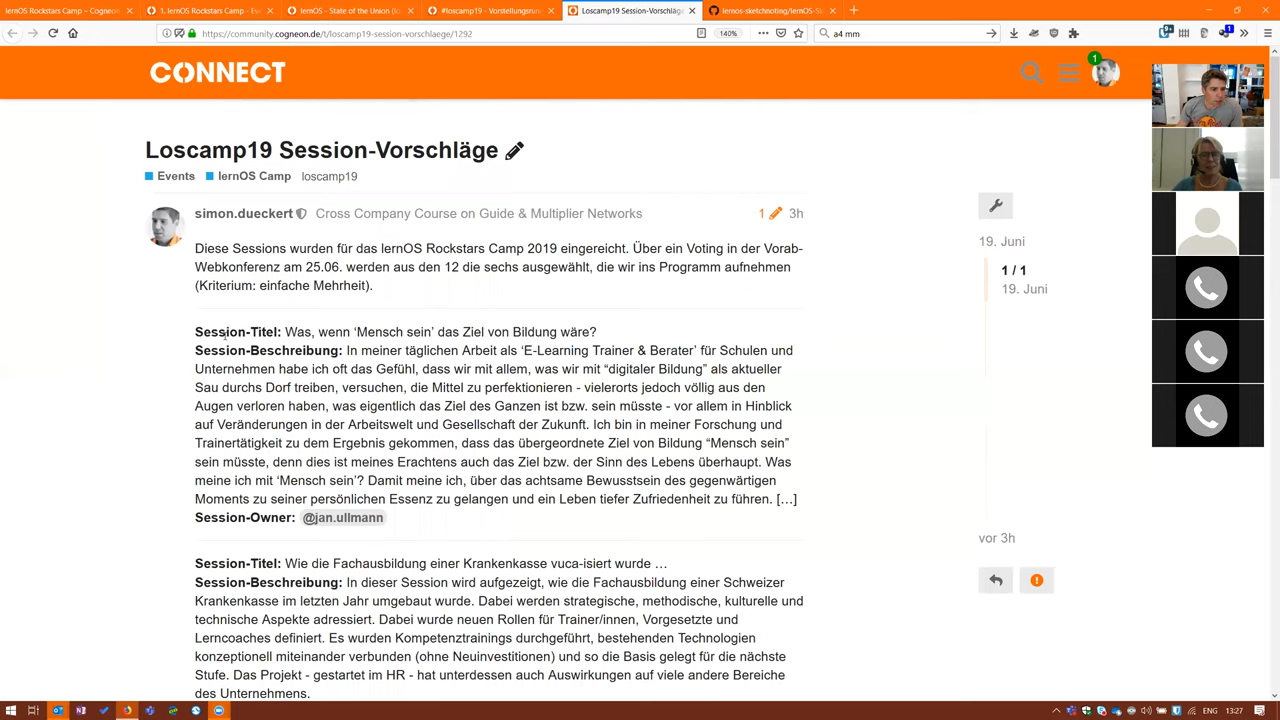 lernOS Rockstars Camp – Cogneon
1. lernOS Rockstars Camp - Eve
lernOS - State of the Union (ke
#loscamp19 - Vorstellungsrun
Loscamp19 Session-Vorschläge
lernos-sketchnoting/lernOS-S
https://community.cogneon.de/t/loscamp19-session-vorschlaege/1292
140%
a4 mm
CONNECT
1
Loscamp19 Session-Vorschläge
Events lernOS Camp loscamp19
simon.dueckert Cross Company Course on Guide & Multiplier Networks 1 3h
Diese Sessions wurden für das lernOS Rockstars Camp 2019 eingereicht. Über ein Voting in der Vorab-
Webkonferenz am 25.06. werden aus den 12 die sechs ausgewählt, die wir ins Programm aufnehmen
(Kriterium: einfache Mehrheit).
Session-Titel: Was, wenn ‘Mensch sein’ das Ziel von Bildung wäre?
Session-Beschreibung: In meiner täglichen Arbeit als ‘E-Learning Trainer & Berater’ für Schulen und
Unternehmen habe ich oft das Gefühl, dass wir mit allem, was wir mit “digitaler Bildung” als aktueller
Sau durchs Dorf treiben, versuchen, die Mittel zu perfektionieren - vielerorts jedoch völlig aus den
Augen verloren haben, was eigentlich das Ziel des Ganzen ist bzw. sein müsste - vor allem in Hinblick
auf Veränderungen in der Arbeitswelt und Gesellschaft der Zukunft. Ich bin in meiner Forschung und
Trainertätigkeit zu dem Ergebnis gekommen, dass das übergeordnete Ziel von Bildung “Mensch sein”
sein müsste, denn dies ist meines Erachtens auch das Ziel bzw. der Sinn des Lebens überhaupt. Was
meine ich mit ‘Mensch sein’? Damit meine ich, über das achtsame Bewusstsein des gegenwärtigen
Moments zu seiner persönlichen Essenz zu gelangen und ein Leben tiefer Zufriedenheit zu führen. […]
Session-Owner: @jan.ullmann
Session-Titel: Wie die Fachausbildung einer Krankenkasse vuca-isiert wurde …
Session-Beschreibung: In dieser Session wird aufgezeigt, wie die Fachausbildung einer Schweizer
Krankenkasse im letzten Jahr umgebaut wurde. Dabei werden strategische, methodische, kulturelle und
technische Aspekte adressiert. Dabei wurde neuen Rollen für Trainer/innen, Vorgesetzte und
Lerncoaches definiert. Es wurden Kompetenztrainings durchgeführt, bestehenden Technologien
konzeptionell miteinander verbunden (ohne Neuinvestitionen) und so die Basis gelegt für die nächste
Stufe. Das Projekt - gestartet im HR - hat unterdessen auch Auswirkungen auf viele andere Bereiche
des Unternehmens.
19. Juni
1 / 1
19. Juni
vor 3h
ENG 13:27